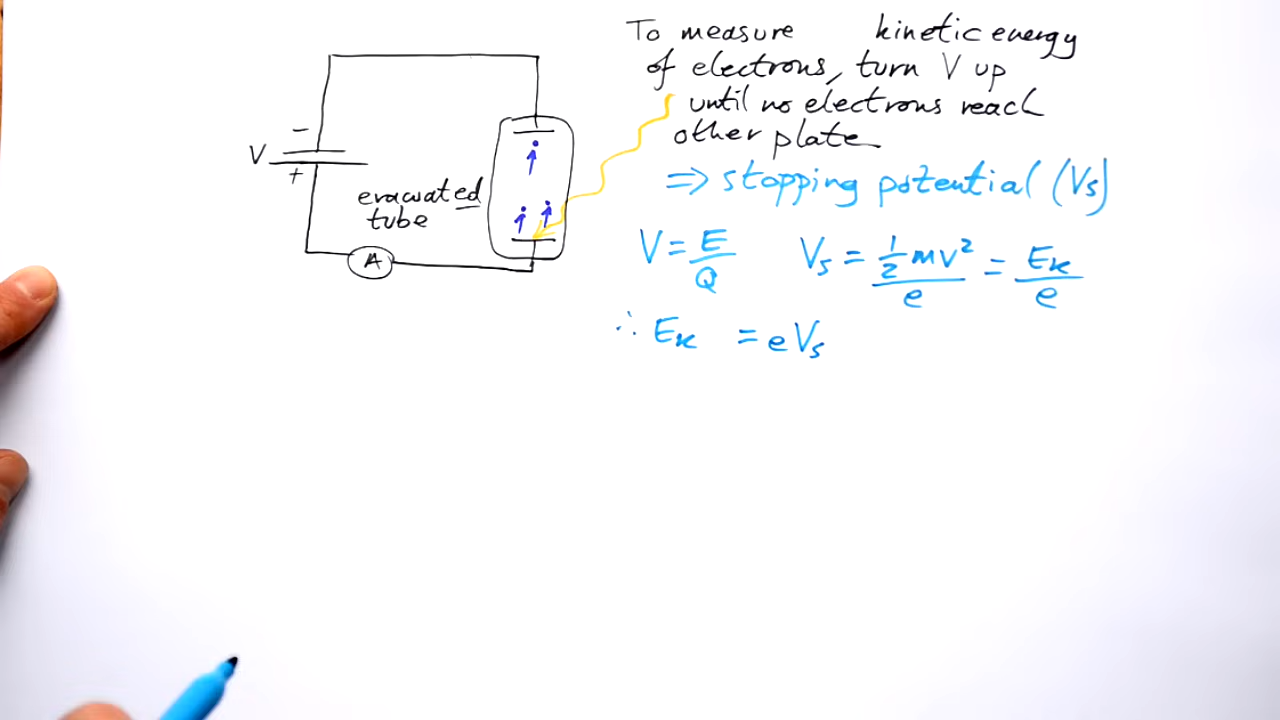 To measure kinetic energy
of electrons, turn V up
until no electrons reach
other plate
⇒ stopping potential (Vs)
−
V
+
evacuated
tube
A
V = E/Q Vs = ½mv²/e = Eₖ/e
∴ Eₖ = eVs